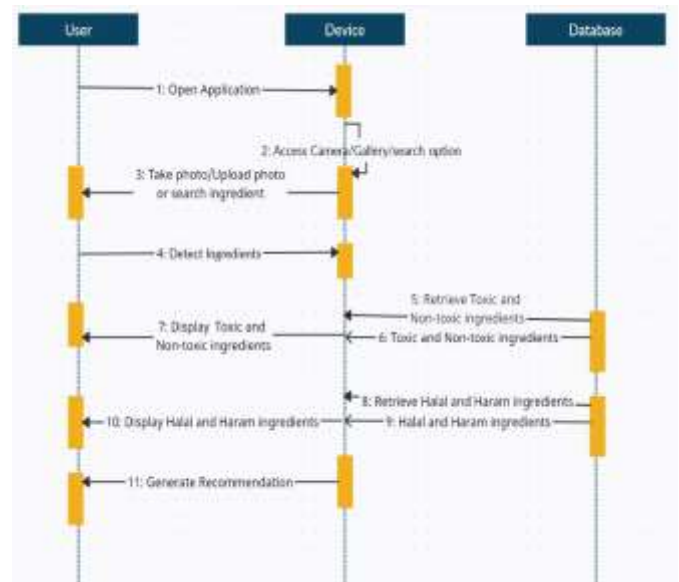 User
Device
Database
1: Open Application
2: Access Camera/Gallery/search option
3: Take photo/Upload photo
or search ingredient
4: Detect Ingredients
5: Retrieve Toxic and
Non-toxic ingredients
7: Display Toxic and
Non-toxic ingredients
6: Toxic and Non-toxic ingredients
8: Retrieve Halal and Haram ingredients
10: Display Halal and Haram ingredients
9: Halal and Haram ingredients
11: Generate Recommendation